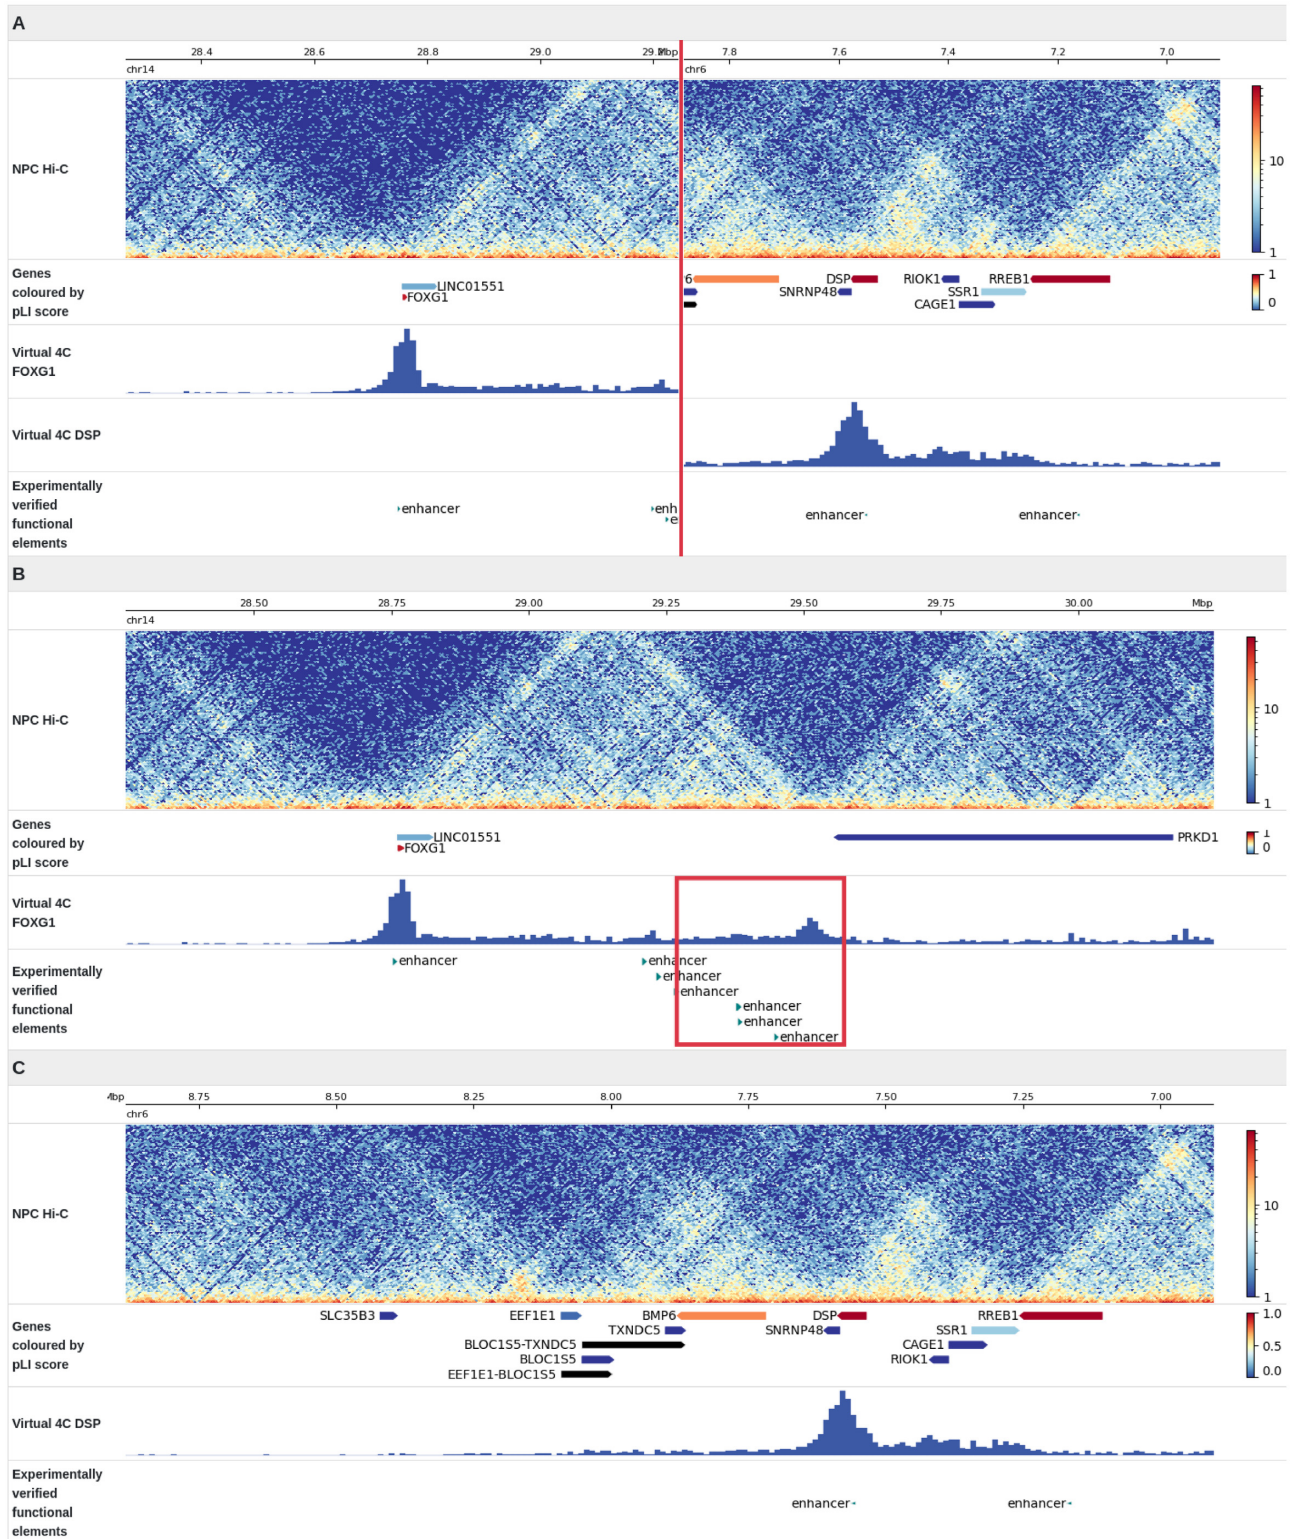 A
28.4 28.6 28.8 29.0 7.8 7.6 7.4 7.2 7.0
chr14 chr6
NPC Hi-C
10
1
Genes
coloured by
pLI score
LINC01551
FOXG1
6 DSP RIOK1 RREB1
SNRNP48 SSR1
CAGE1
1
0
Virtual 4C
FOXG1
Virtual 4C DSP
Experimentally
verified
functional
elements
enhancer enh enhancer enhancer
e
B
28.50 28.75 29.00 29.25 29.50 29.75 30.00 Mbp
chr14
NPC Hi-C
10
1
Genes
coloured by
pLI score
LINC01551 PRKD1
FOXG1
1
0
Virtual 4C
FOXG1
Experimentally
verified
functional
elements
enhancer enhancer
enhancer
enhancer
enhancer
enhancer
enhancer
C
8.75 8.50 8.25 8.00 7.75 7.50 7.25 7.00
chr6
NPC Hi-C
10
1
Genes
coloured by
pLI score
SLC35B3 EEF1E1 BMP6 DSP RREB1
TXNDC5 SNRNP48 SSR1
BLOC1S5-TXNDC5 CAGE1
BLOC1S5 RIOK1
EEF1E1-BLOC1S5
1.0
0.5
0.0
Virtual 4C DSP
Experimentally
verified
functional
elements
enhancer enhancer